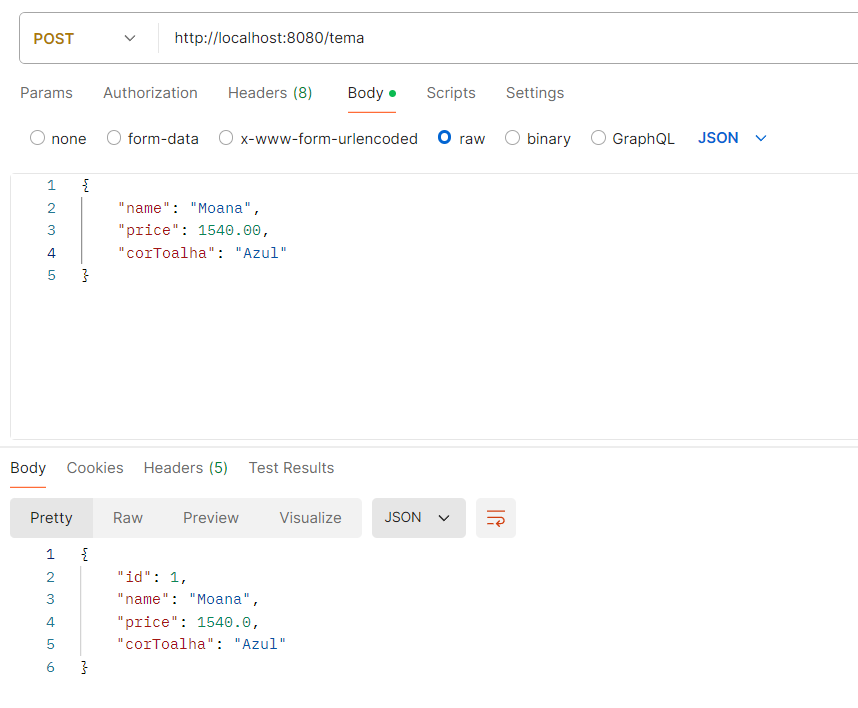 POST http://localhost:8080/tema
Params Authorization Headers (8) Body Scripts Settings
none form-data x-www-form-urlencoded raw binary GraphQL JSON
1 {
2 "name": "Moana",
3 "price": 1540.00,
4 "corToalha": "Azul"
5 }
Body Cookies Headers (5) Test Results
Pretty Raw Preview Visualize JSON
1 {
2 "id": 1,
3 "name": "Moana",
4 "price": 1540.0,
5 "corToalha": "Azul"
6 }